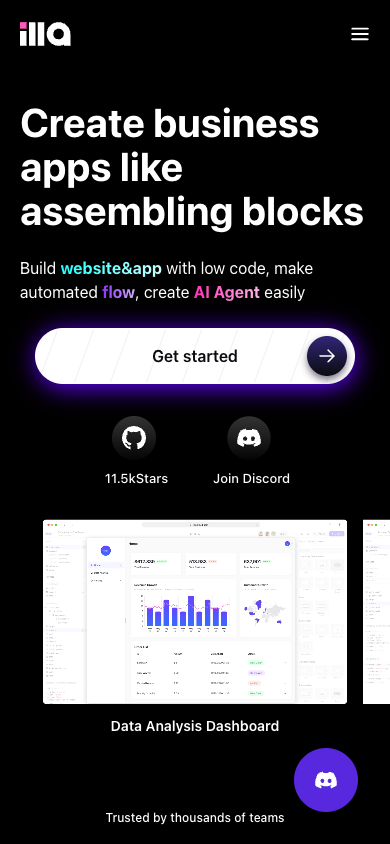 illa
Create business
apps like
assembling blocks
Build website&app with low code, make
automated flow, create AI Agent easily
Get started
11.5kStars
Join Discord
Data Analysis Dashboard
Trusted by thousands of teams